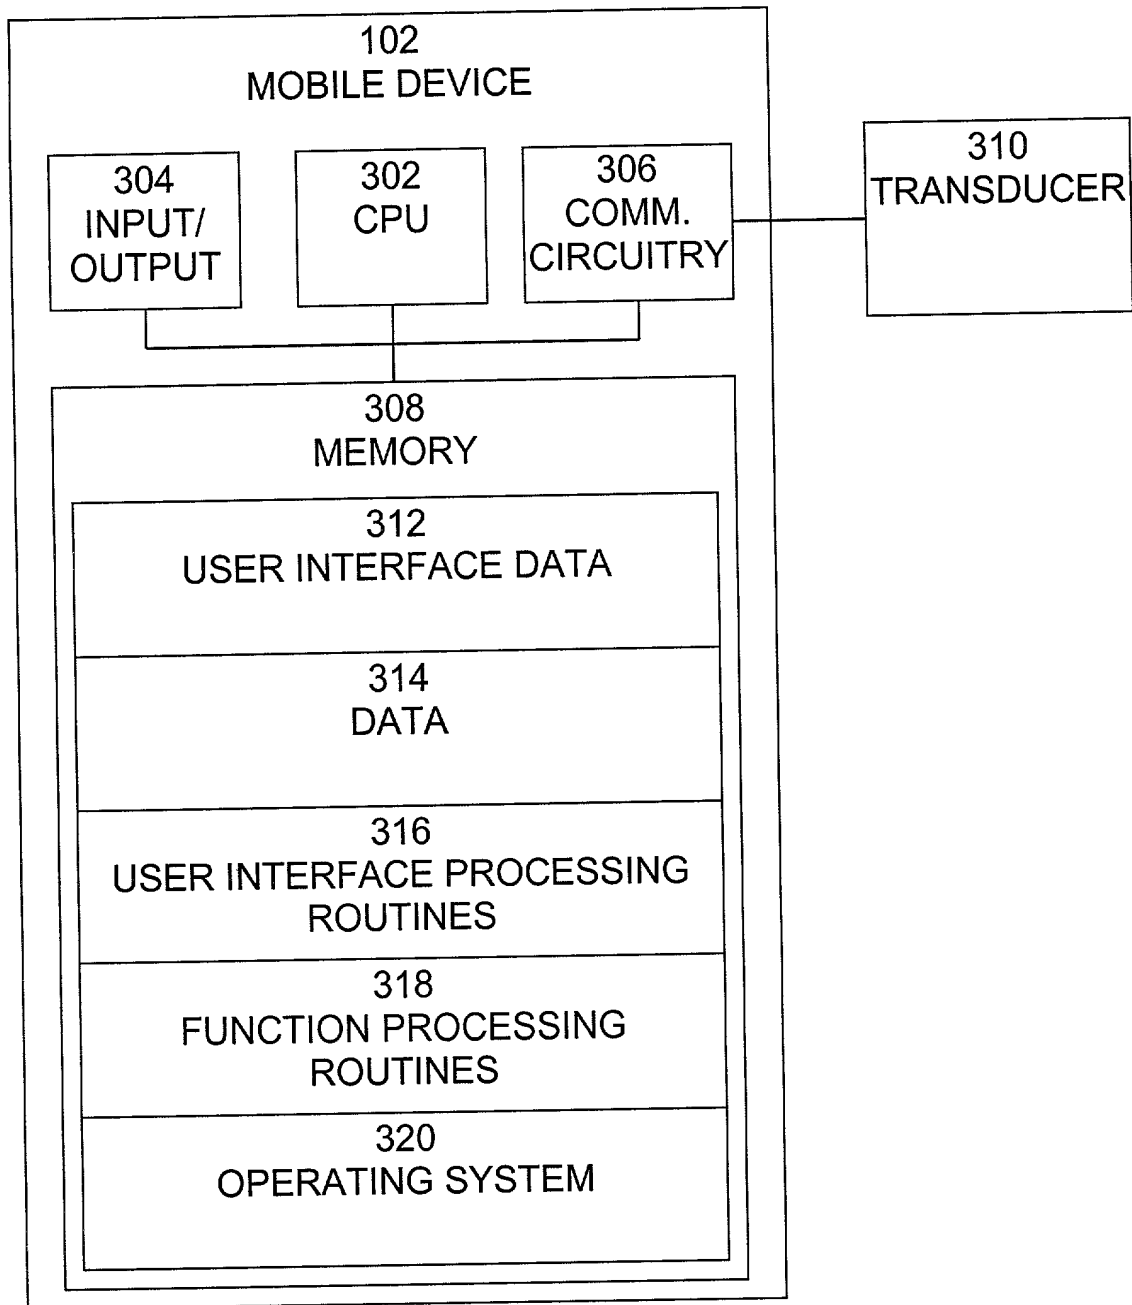 102
MOBILE DEVICE
304
INPUT/
OUTPUT
302
CPU
306
COMM.
CIRCUITRY
310
TRANSDUCER
308
MEMORY
312
USER INTERFACE DATA
314
DATA
316
USER INTERFACE PROCESSING
ROUTINES
318
FUNCTION PROCESSING
ROUTINES
320
OPERATING SYSTEM